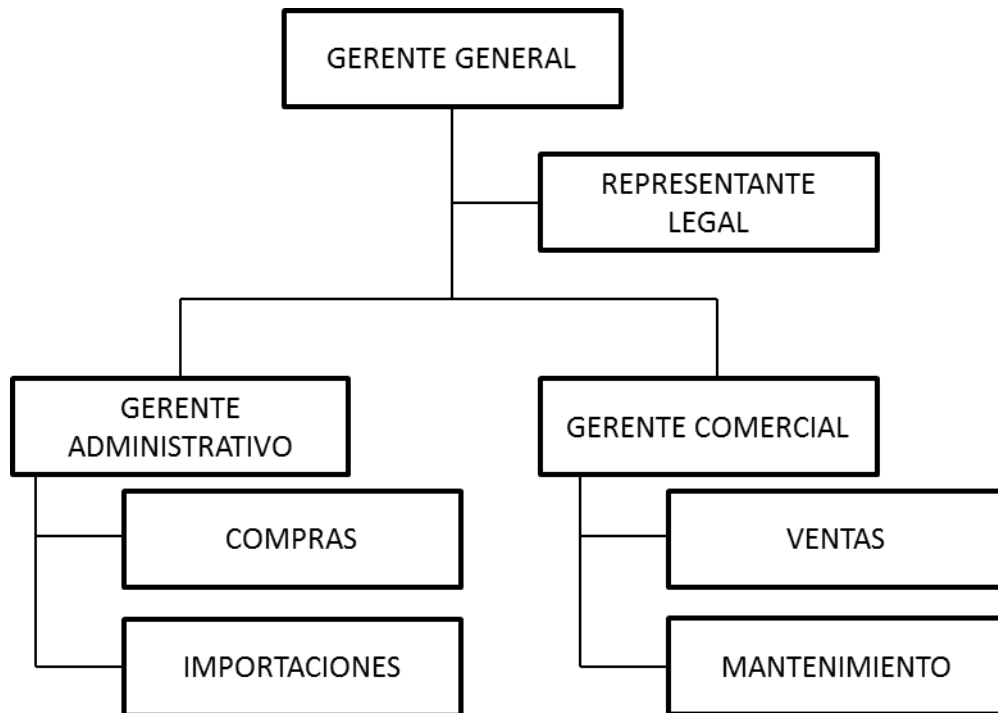 GERENTE GENERAL
REPRESENTANTE
LEGAL
GERENTE
ADMINISTRATIVO
GERENTE COMERCIAL
COMPRAS
VENTAS
IMPORTACIONES
MANTENIMIENTO